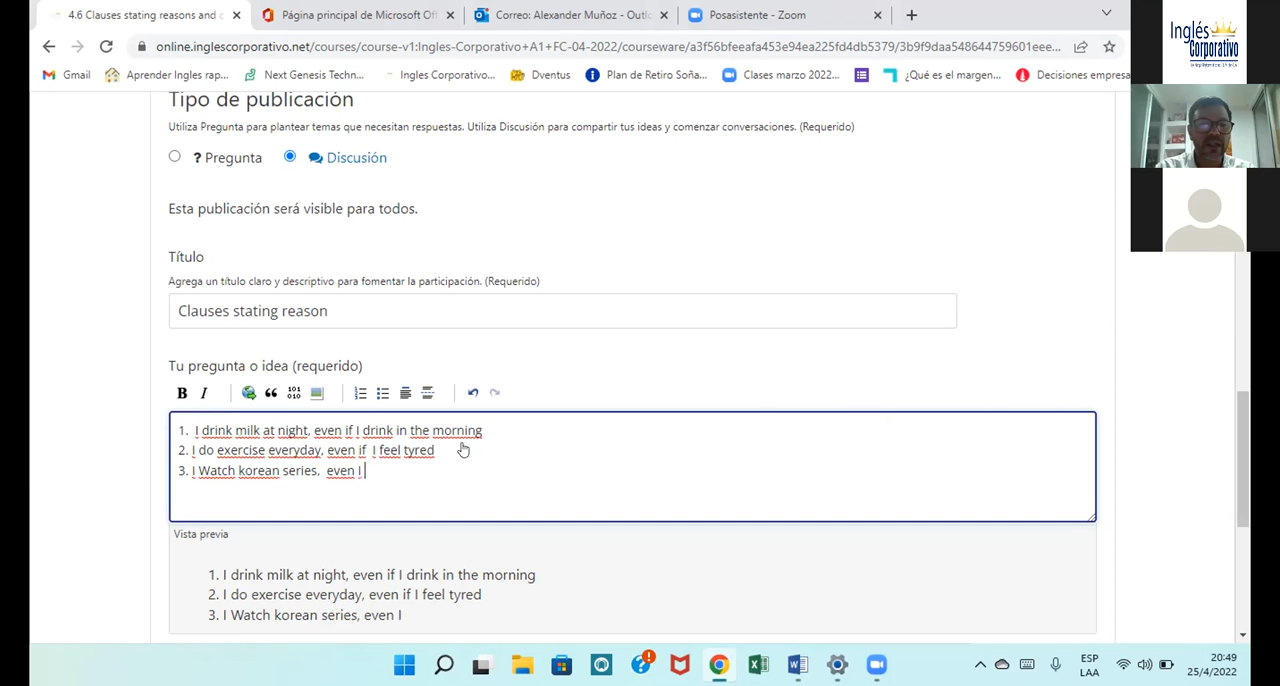 4.6 Clauses stating reasons and c
Página principal de Microsoft Of
Correo: Alexander Muñoz - Outlo
Posasistente - Zoom
online.inglescorporativo.net/courses/course-v1:Ingles-Corporativo+A1+FC-04-2022/courseware/a3f56bfeeafa453e94ea225fd4db5379/3b9f9daa548644759601eee...
Gmail
Aprender Ingles rap...
Next Genesis Techn...
Ingles Corporativo...
Dventus
Plan de Retiro Soña...
Clases marzo 2022...
¿Qué es el margen...
Decisiones empresa
Inglés
Corporativo
Tipo de publicación
Utiliza Pregunta para plantear temas que necesitan respuestas. Utiliza Discusión para compartir tus ideas y comenzar conversaciones. (Requerido)
? Pregunta
Discusión
Esta publicación será visible para todos.
Título
Agrega un título claro y descriptivo para fomentar la participación. (Requerido)
Clauses stating reason
Tu pregunta o idea (requerido)
B I
101
010
1. I drink milk at night, even if I drink in the morning
2. I do exercise everyday, even if I feel tyred
3. I Watch korean series, even I
Vista previa
1. I drink milk at night, even if I drink in the morning
2. I do exercise everyday, even if I feel tyred
3. I Watch korean series, even I
ESP
LAA
20:49
25/4/2022